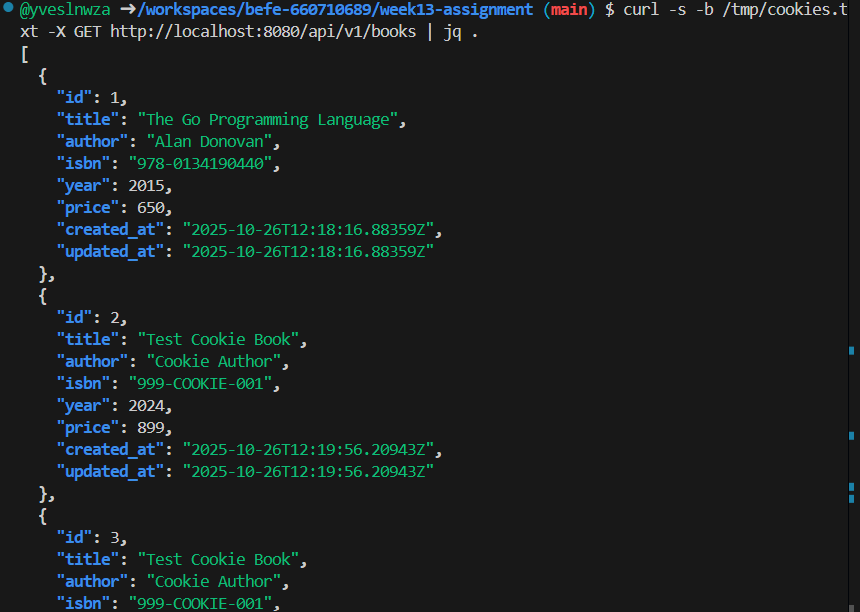 @yveslnwza ➜/workspaces/befe-660710689/week13-assignment (main) $ curl -s -b /tmp/cookies.t
xt -X GET http://localhost:8080/api/v1/books | jq .
[
  {
    "id": 1,
    "title": "The Go Programming Language",
    "author": "Alan Donovan",
    "isbn": "978-0134190440",
    "year": 2015,
    "price": 650,
    "created_at": "2025-10-26T12:18:16.88359Z",
    "updated_at": "2025-10-26T12:18:16.88359Z"
  },
  {
    "id": 2,
    "title": "Test Cookie Book",
    "author": "Cookie Author",
    "isbn": "999-COOKIE-001",
    "year": 2024,
    "price": 899,
    "created_at": "2025-10-26T12:19:56.20943Z",
    "updated_at": "2025-10-26T12:19:56.20943Z"
  },
  {
    "id": 3,
    "title": "Test Cookie Book",
    "author": "Cookie Author",
    "isbn": "999-COOKIE-001",